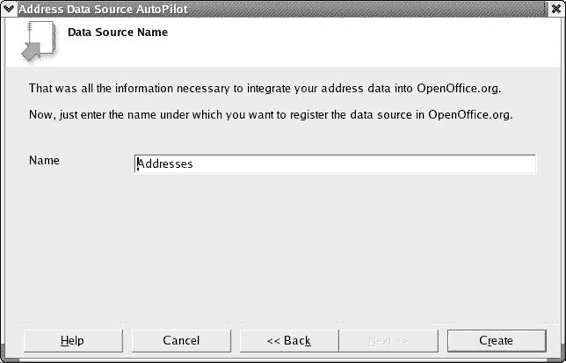 Address Data Source AutoPilot
Data Source Name
That was all the information necessary to integrate your address data into OpenOffice.org.
Now, just enter the name under which you want to register the data source in OpenOffice.org.
Name
Addresses
Help
Cancel
<< Back
Next >>
Create